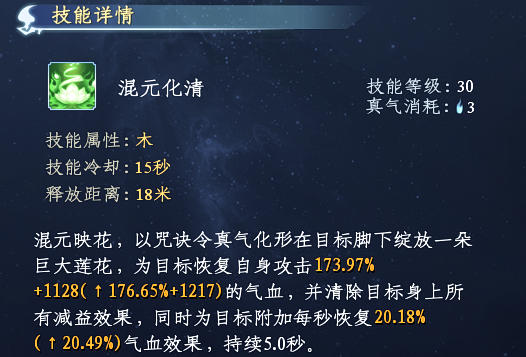 技能详情
混元化清
技能等级：30
真气消耗：3
技能属性：木
技能冷却：15秒
释放距离：18米
混元映花，以咒诀令真气化形在目标脚下绽放一朵
巨大莲花，为目标恢复自身攻击173.97%
+1128(↑176.65%+1217)的气血，并清除目标身上所
有减益效果，同时为目标附加每秒恢复20.18%
(↑20.49%)气血效果，持续5.0秒。